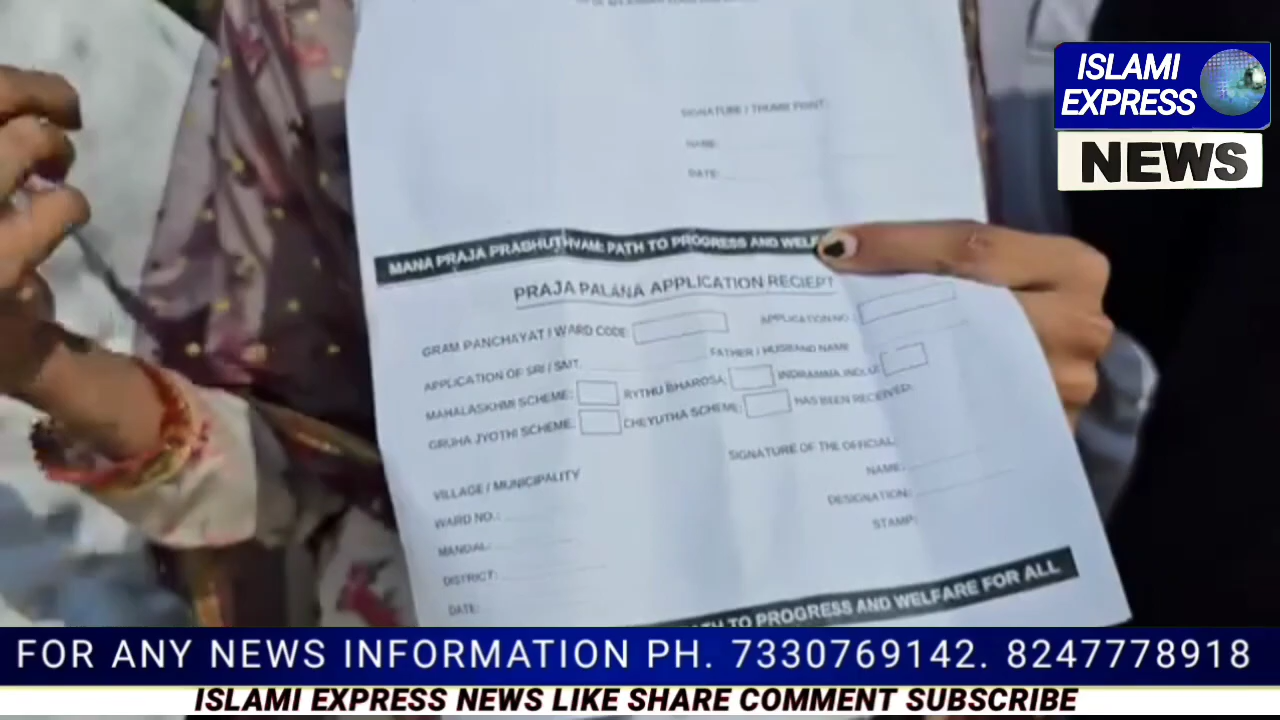 ISLAMI
EXPRESS
NEWS
SIGNATURE / THUMB PRINT:
NAME:
DATE:
MANA PRAJA PRABHUTHVAM: PATH TO PROGRESS AND WELF
PRAJA PALANA APPLICATION RECIEPT
GRAM PANCHAYAT / WARD CODE: APPLICATION NO.:
APPLICATION OF SRI / SMT. FATHER / HUSBAND NAME
MAHALASKHMI SCHEME: RYTHU BHAROSA: INDIRAMMA INDLU:
GRUHA JYOTHI SCHEME: CHEYUTHA SCHEME: HAS BEEN RECEIVED.
SIGNATURE OF THE OFFICIAL
VILLAGE / MUNICIPALITY NAME:
WARD NO.: DESIGNATION:
MANDAL: STAMP:
DISTRICT:
DATE:
TO PROGRESS AND WELFARE FOR ALL
FOR ANY NEWS INFORMATION PH. 7330769142. 8247778918
ISLAMI EXPRESS NEWS LIKE SHARE COMMENT SUBSCRIBE